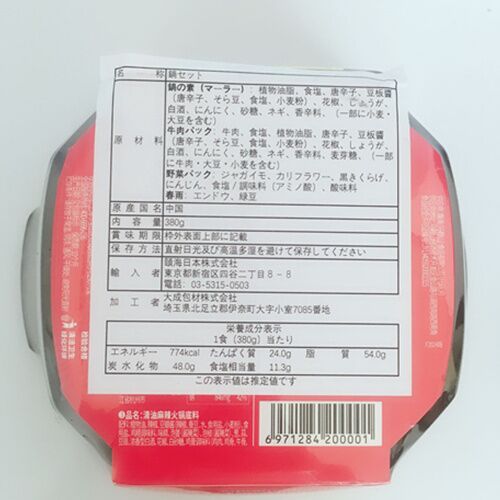 名 称 鍋セット
鍋の素（マーラー）：植物油脂、食塩、唐辛子、豆板醬
（唐辛子、そら豆、食塩、小麦粉）、花椒、しょうが、
白酒、にんにく、砂糖、ネギ、香辛料、（一部に小麦・
大豆を含む）
原 材 料
牛肉パック：牛肉、食塩、植物油脂、唐辛子、豆板醬
（唐辛子、そら豆、食塩、小麦粉）、花椒、しょうが、
白酒、にんにく、砂糖、ネギ、香辛料、麦芽糖、（一部
に牛肉・大豆・小麦を含む）
野菜パック：ジャガイモ、カリフラワー、黒きくらげ、
にんじん、食塩/調味料（アミノ酸）、酸味料
春雨：エンドウ、緑豆
原産国名 中国
内 容 量 380g
賞味期限 枠外表面上部に記載
保存方法 直射日光及び高温多湿を避けて保存してください
輸 入 者
頤海日本株式会社
東京都新宿区四谷二丁目8－8
電話 03-5315-0503
加 工 者
大成包材株式会社
埼玉県北足立郡伊奈町大字小室7085番地
栄養成分表示
1食（380g）当たり
エネルギー 774kcal たんぱく質 24.0g 脂 質 54.0g
炭水化物 48.0g 食塩相当量 11.3g
この表示値は推定値です
品名：清油麻辣火锅底料
6 971284 200001